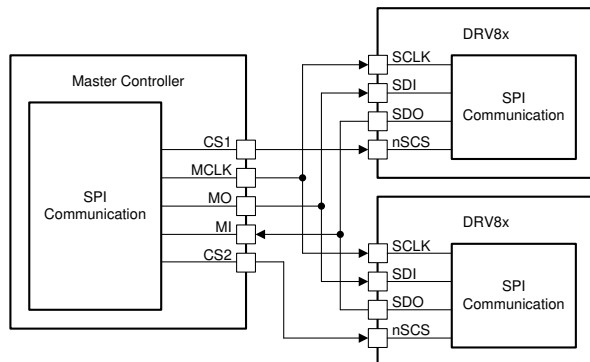 Master Controller
SPI
Communication
CS1
MCLK
MO
MI
CS2
DRV8x
SCLK
SDI
SDO
nSCS
SPI
Communication
DRV8x
SCLK
SDI
SDO
nSCS
SPI
Communication